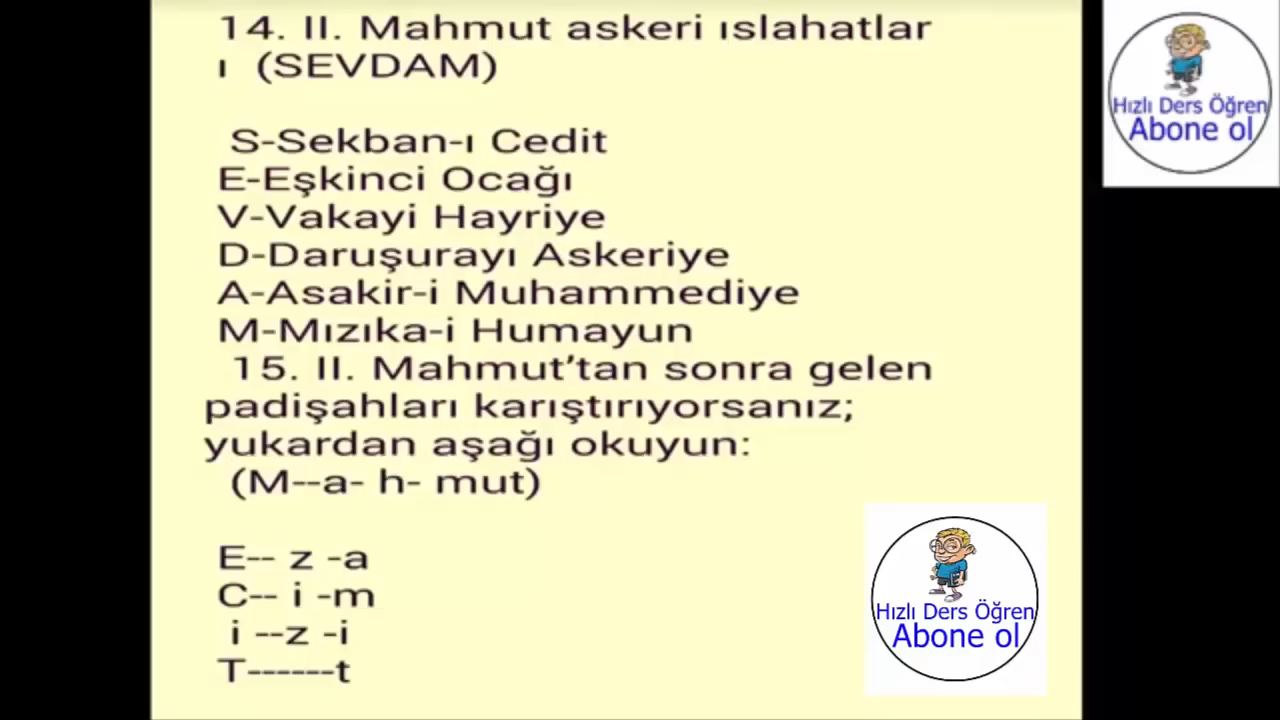 14. II. Mahmut askeri ıslahatlar
ı (SEVDAM)
S-Sekban-ı Cedit
E-Eşkinci Ocağı
V-Vakayi Hayriye
D-Daruşurayı Askeriye
A-Asakir-i Muhammediye
M-Mızıka-i Humayun
15. II. Mahmut’tan sonra gelen
padişahları karıştırıyorsanız;
yukardan aşağı okuyun:
(M--a- h- mut)
E-- z -a
C-- i -m
i --z -i
T------t
Hızlı Ders Öğren
Abone ol
Hızlı Ders Öğren
Abone ol